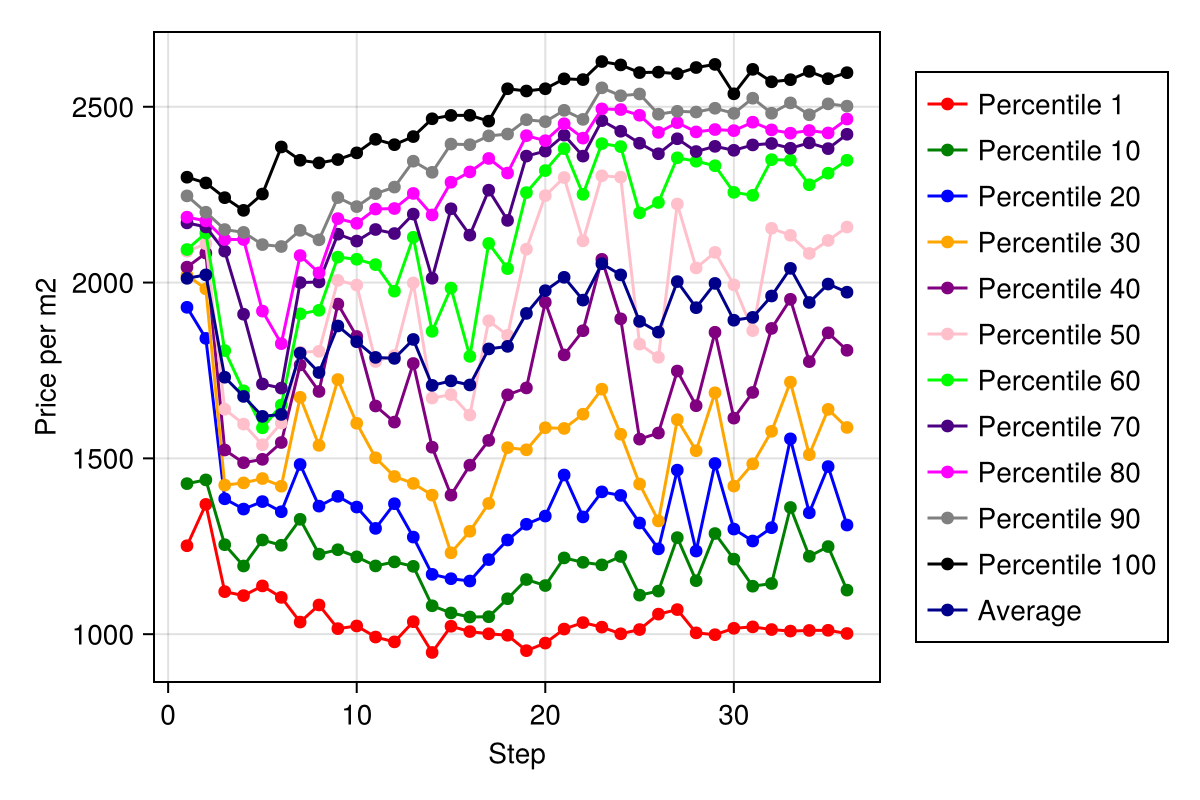 2500
2000
1500
1000
Price per m2
0 10 20 30
Step
Percentile 1
Percentile 10
Percentile 20
Percentile 30
Percentile 40
Percentile 50
Percentile 60
Percentile 70
Percentile 80
Percentile 90
Percentile 100
Average